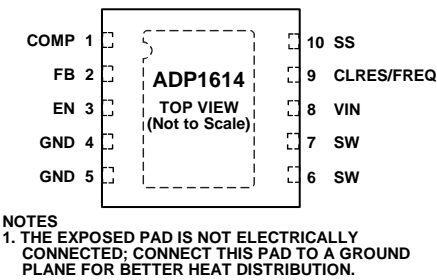 COMP 1
FB 2
EN 3
GND 4
GND 5
ADP1614
TOP VIEW
(Not to Scale)
10 SS
9 CLRES/FREQ
8 VIN
7 SW
6 SW
NOTES
1. THE EXPOSED PAD IS NOT ELECTRICALLY
CONNECTED; CONNECT THIS PAD TO A GROUND
PLANE FOR BETTER HEAT DISTRIBUTION.